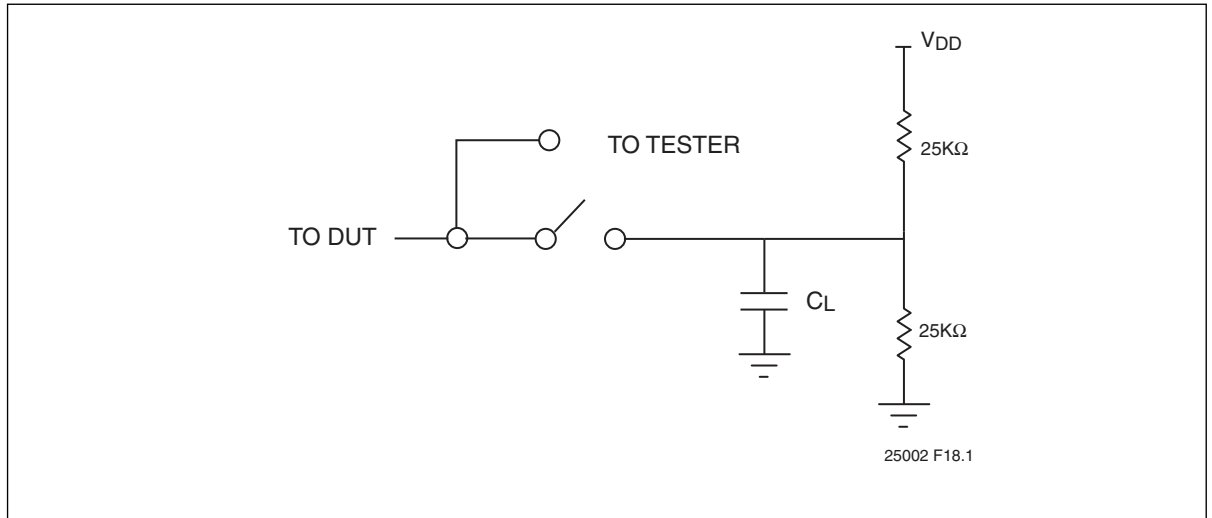 VDD
25KΩ
TO TESTER
TO DUT
CL
25KΩ
25002 F18.1